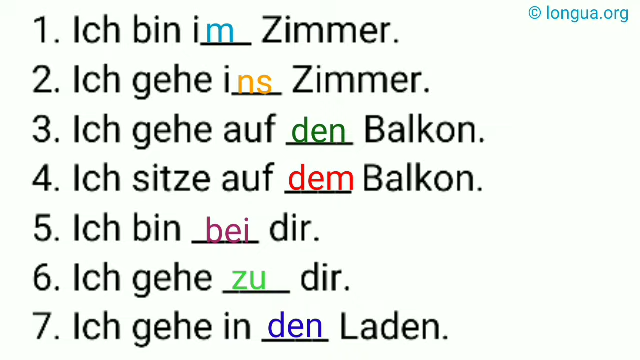 © longua.org
1. Ich bin im Zimmer.
2. Ich gehe ins Zimmer.
3. Ich gehe auf den Balkon.
4. Ich sitze auf dem Balkon.
5. Ich bin bei dir.
6. Ich gehe zu dir.
7. Ich gehe in den Laden.